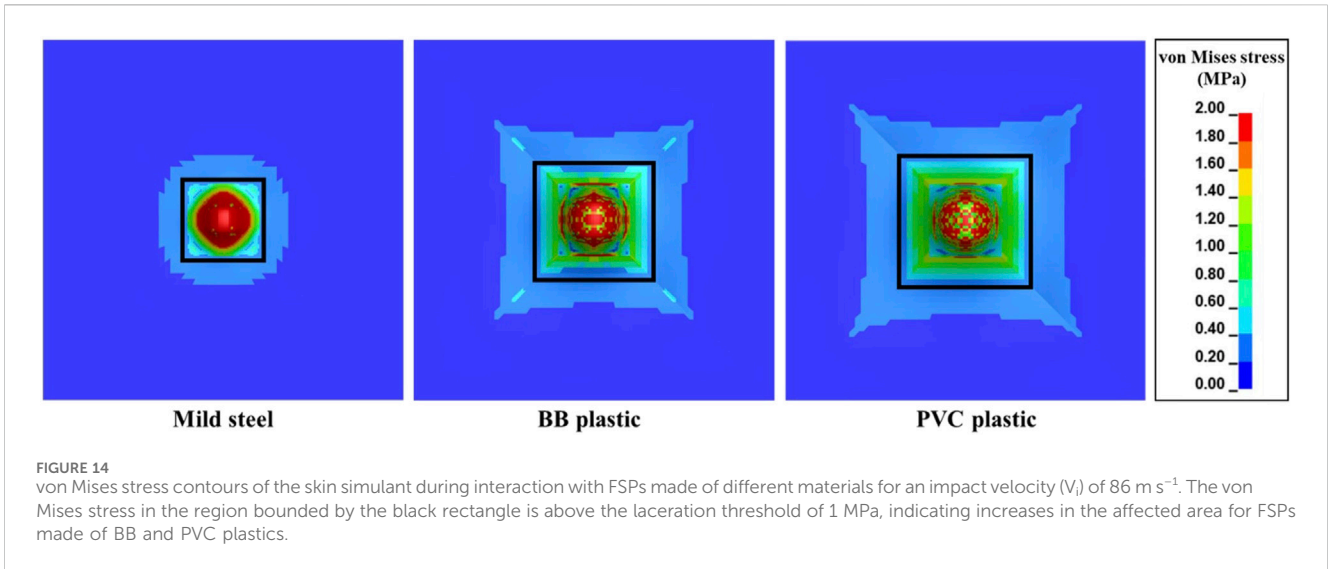 von Mises stress
(MPa)
2.00
1.80
1.60
1.40
1.20
1.00
0.80
0.60
0.40
0.20
0.00
Mild steel
BB plastic
PVC plastic
FIGURE 14
von Mises stress contours of the skin simulant during interaction with FSPs made of different materials for an impact velocity (Vᵢ) of 86 m s⁻¹. The von
Mises stress in the region bounded by the black rectangle is above the laceration threshold of 1 MPa, indicating increases in the affected area for FSPs
made of BB and PVC plastics.